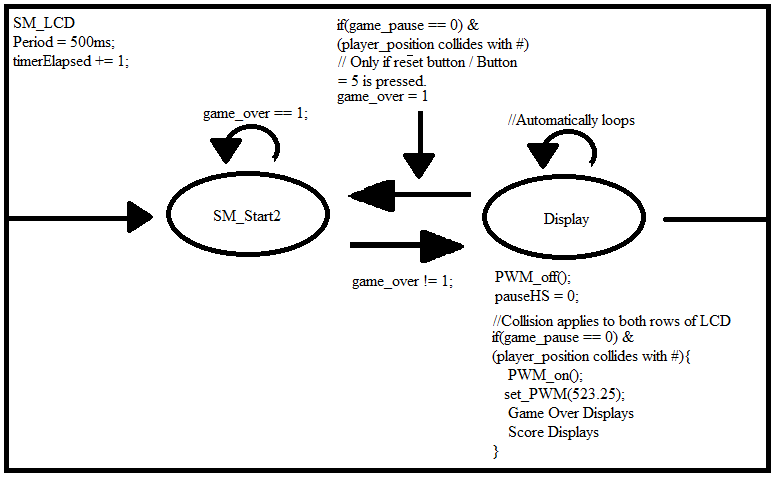 SM_LCD
Period = 500ms;
timerElapsed += 1;
if(game_pause == 0) &
(player_position collides with #)
// Only if reset button / Button
= 5 is pressed.
game_over = 1
game_over == 1;
//Automatically loops
SM_Start2
Display
game_over != 1;
PWM_off();
pauseHS = 0;
//Collision applies to both rows of LCD
if(game_pause == 0) &
(player_position collides with #){
PWM_on();
set_PWM(523.25);
Game Over Displays
Score Displays
}